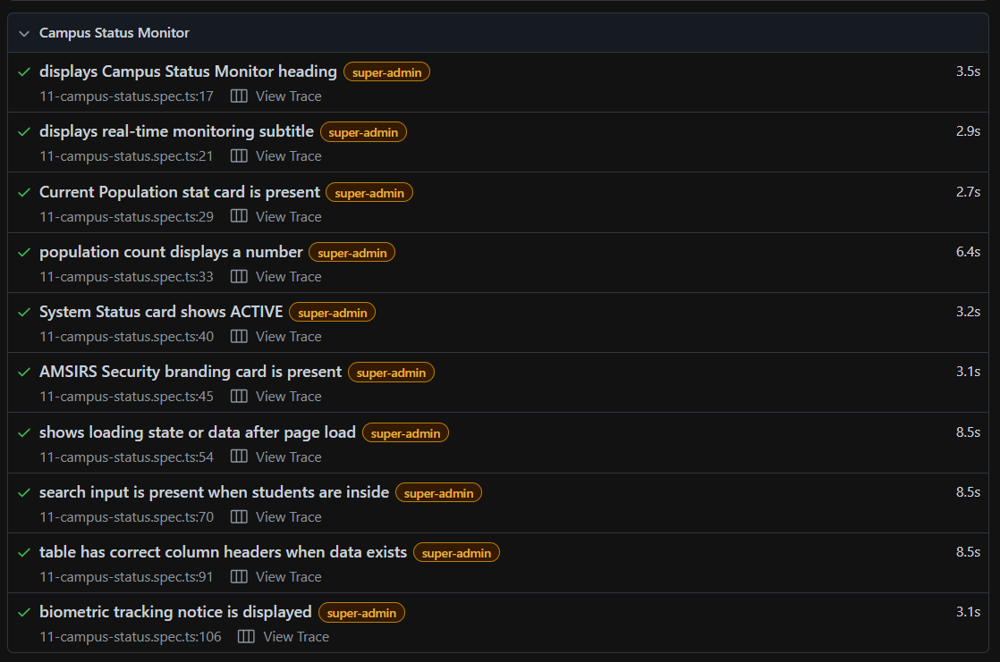 Campus Status Monitor
displays Campus Status Monitor heading super-admin 3.5s
11-campus-status.spec.ts:17 View Trace
displays real-time monitoring subtitle super-admin 2.9s
11-campus-status.spec.ts:21 View Trace
Current Population stat card is present super-admin 2.7s
11-campus-status.spec.ts:29 View Trace
population count displays a number super-admin 6.4s
11-campus-status.spec.ts:33 View Trace
System Status card shows ACTIVE super-admin 3.2s
11-campus-status.spec.ts:40 View Trace
AMSIRS Security branding card is present super-admin 3.1s
11-campus-status.spec.ts:45 View Trace
shows loading state or data after page load super-admin 8.5s
11-campus-status.spec.ts:54 View Trace
search input is present when students are inside super-admin 8.5s
11-campus-status.spec.ts:70 View Trace
table has correct column headers when data exists super-admin 8.5s
11-campus-status.spec.ts:91 View Trace
biometric tracking notice is displayed super-admin 3.1s
11-campus-status.spec.ts:106 View Trace